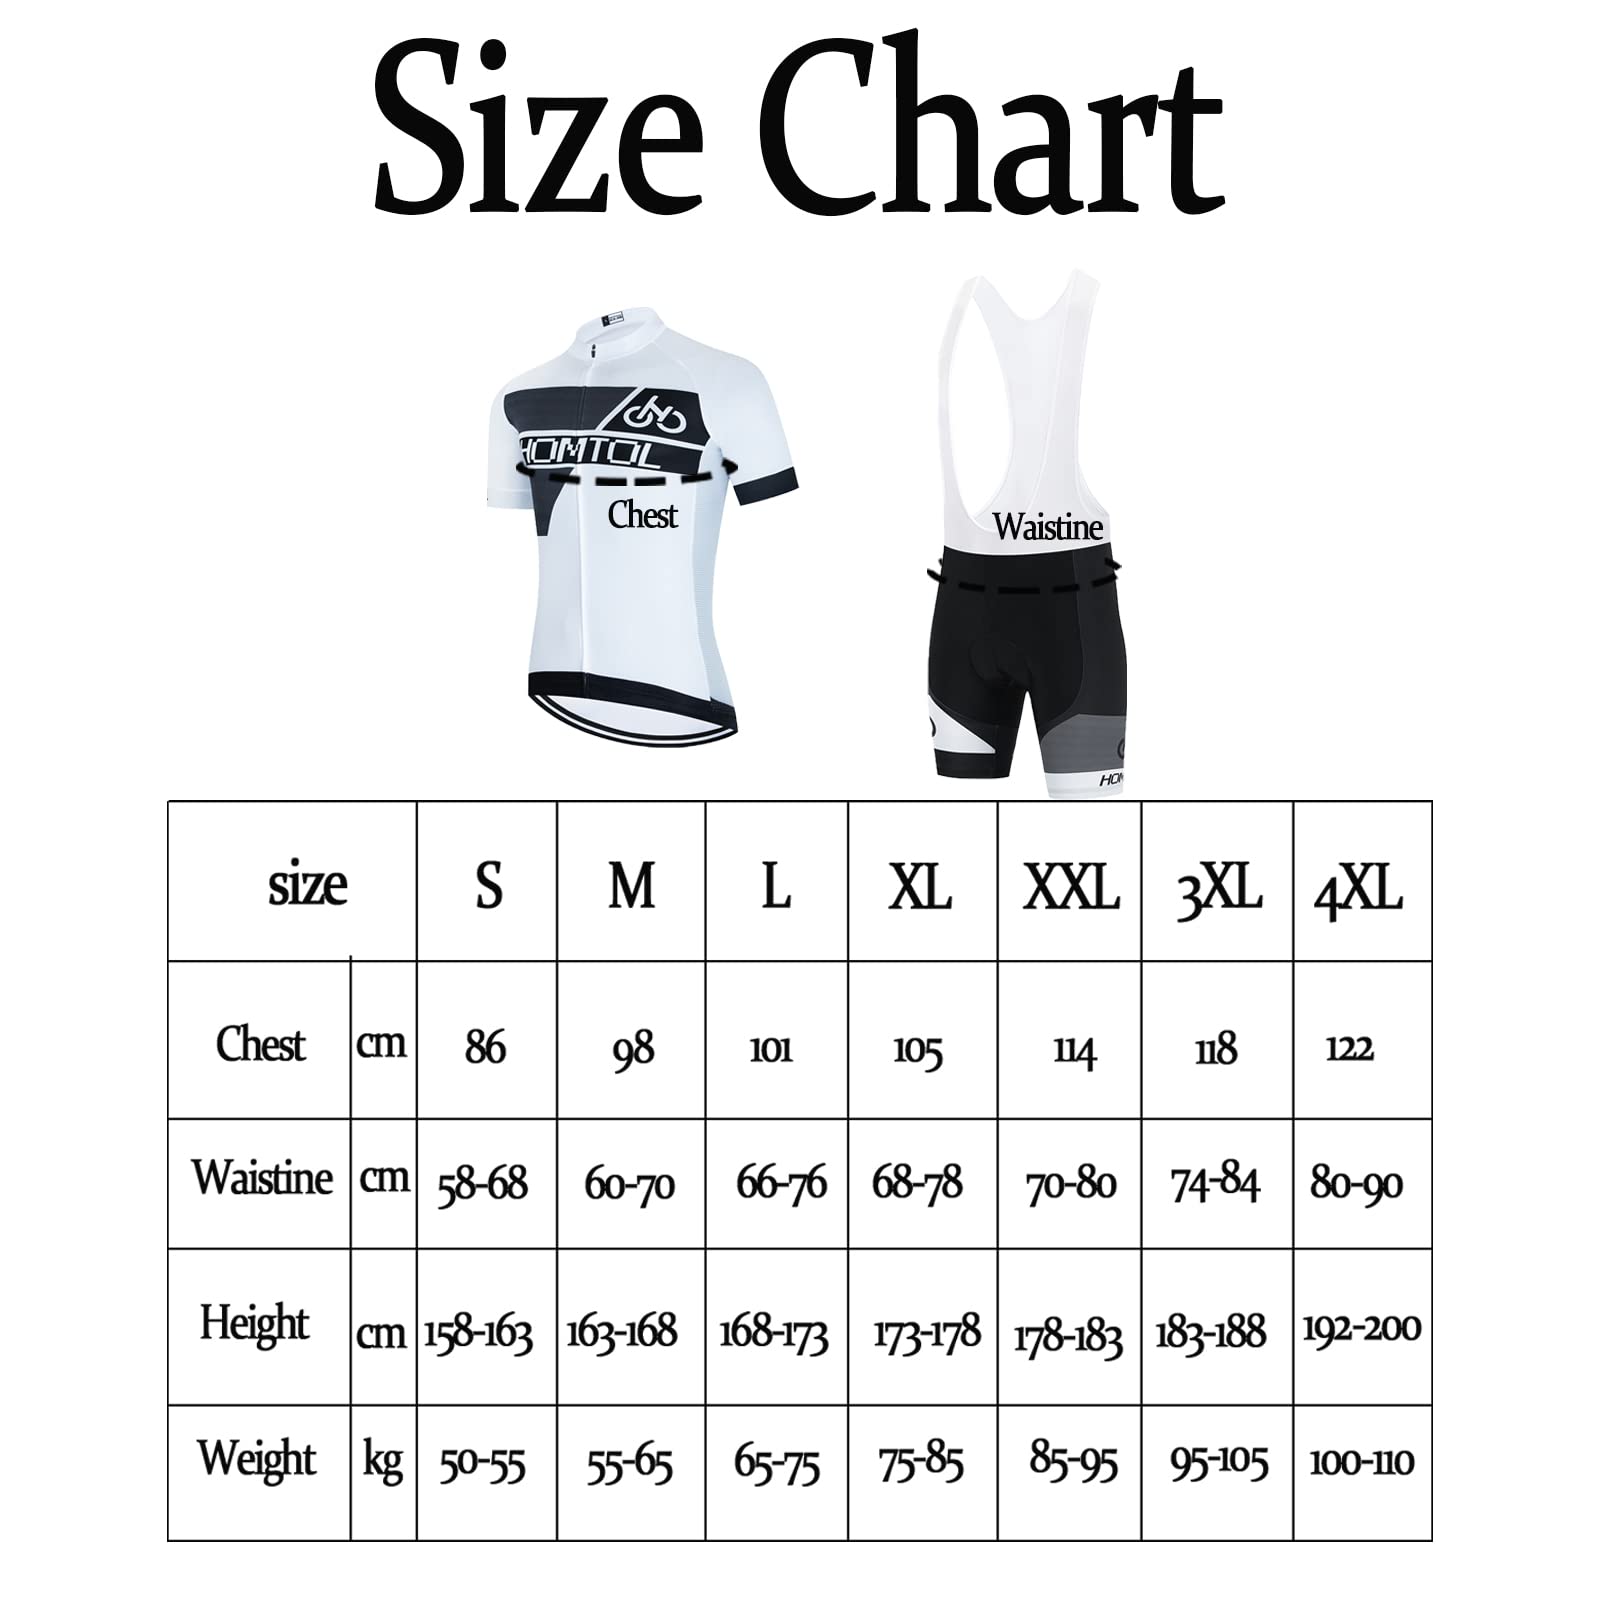 Size Chart
HOMTOL
Chest
Waistine
HOM
size S M L XL XXL 3XL 4XL
Chest cm 86 98 101 105 114 118 122
Waistine cm 58-68 60-70 66-76 68-78 70-80 74-84 80-90
Height cm 158-163 163-168 168-173 173-178 178-183 183-188 192-200
Weight kg 50-55 55-65 65-75 75-85 85-95 95-105 100-110